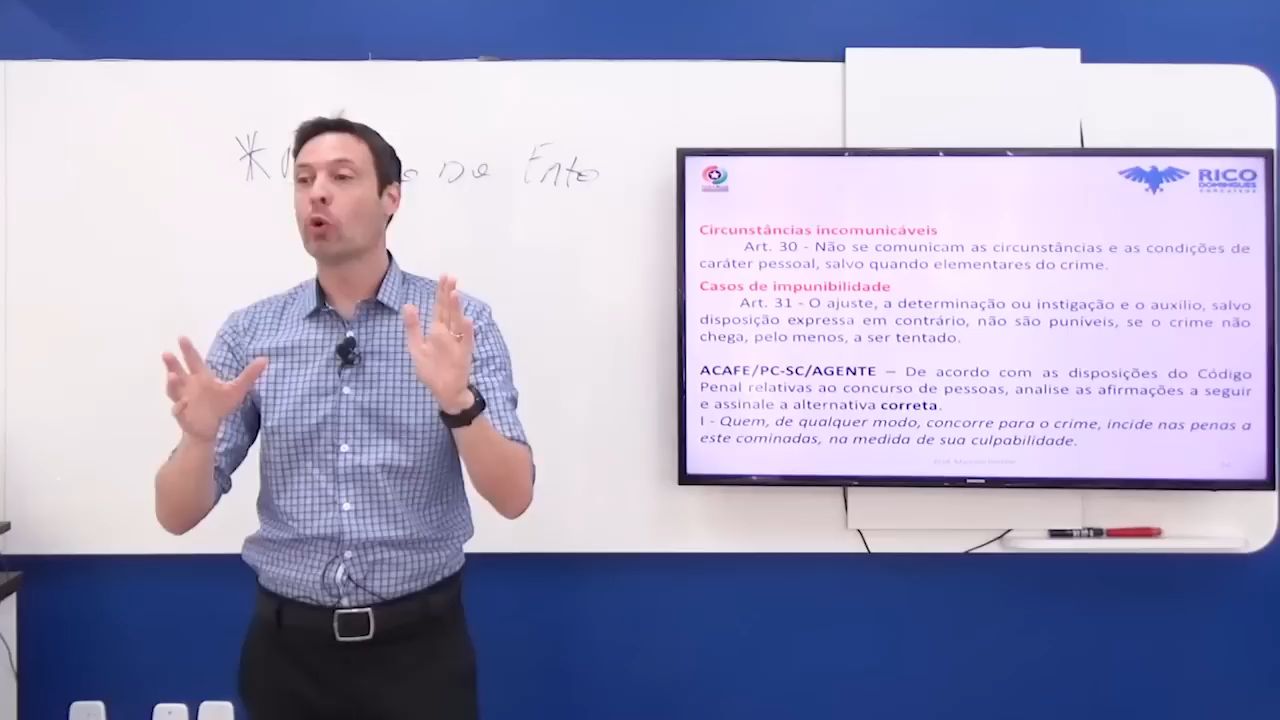 * do Ento
RICO
DOMINGUES
CONCURSOS
Circunstâncias incomunicáveis
Art. 30 - Não se comunicam as circunstâncias e as condições de
caráter pessoal, salvo quando elementares do crime.
Casos de impunibilidade
Art. 31 - O ajuste, a determinação ou instigação e o auxílio, salvo
disposição expressa em contrário, não são puníveis, se o crime não
chega, pelo menos, a ser tentado.
ACAFE/PC-SC/AGENTE – De acordo com as disposições do Código
Penal relativas ao concurso de pessoas, analise as afirmações a seguir
e assinale a alternativa correta.
I - Quem, de qualquer modo, concorre para o crime, incide nas penas a
este cominadas, na medida de sua culpabilidade.